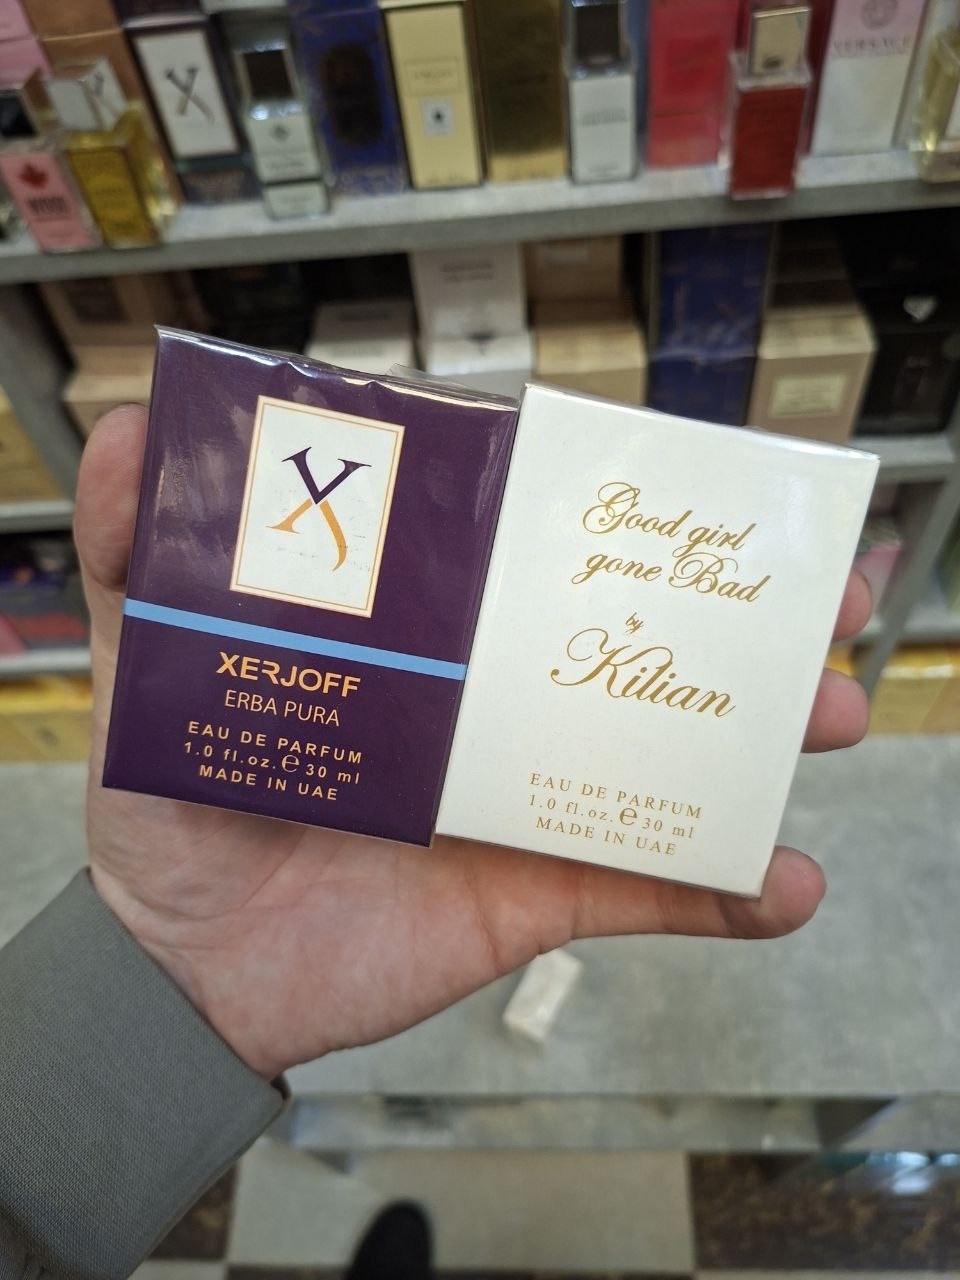 VERSACE
X
XERJOFF
ERBA PURA
EAU DE PARFUM
1.0 fl.oz. e 30 ml
MADE IN UAE
Good girl
gone Bad
by
Kilian
EAU DE PARFUM
1.0 fl.oz. e 30 ml
MADE IN UAE